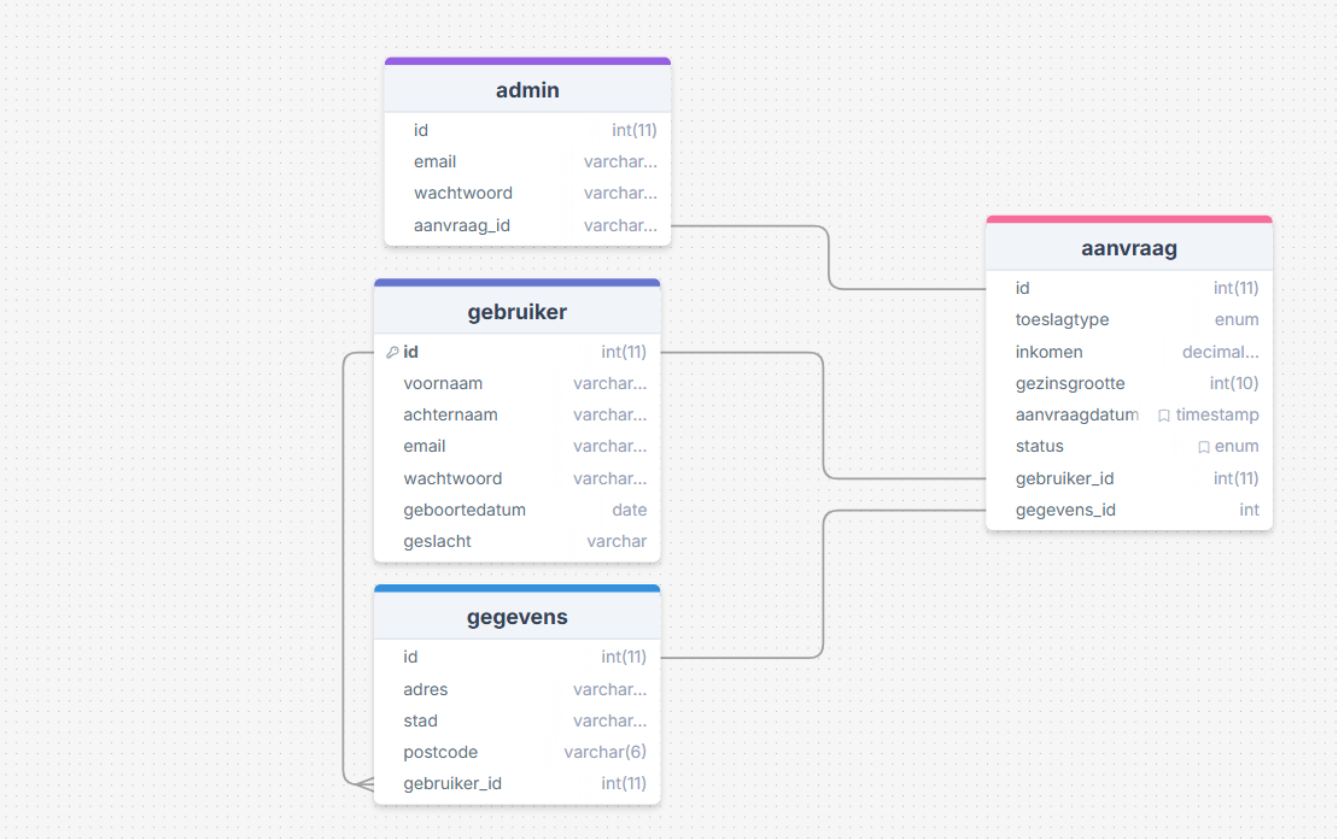 admin
id int(11)
email varchar...
wachtwoord varchar...
aanvraag_id varchar...
gebruiker
id int(11)
voornaam varchar...
achternaam varchar...
email varchar...
wachtwoord varchar...
geboortedatum date
geslacht varchar
gegevens
id int(11)
adres varchar...
stad varchar...
postcode varchar(6)
gebruiker_id int(11)
aanvraag
id int(11)
toeslagtype enum
inkomen decimal...
gezinsgrootte int(10)
aanvraagdatum timestamp
status enum
gebruiker_id int(11)
gegevens_id int